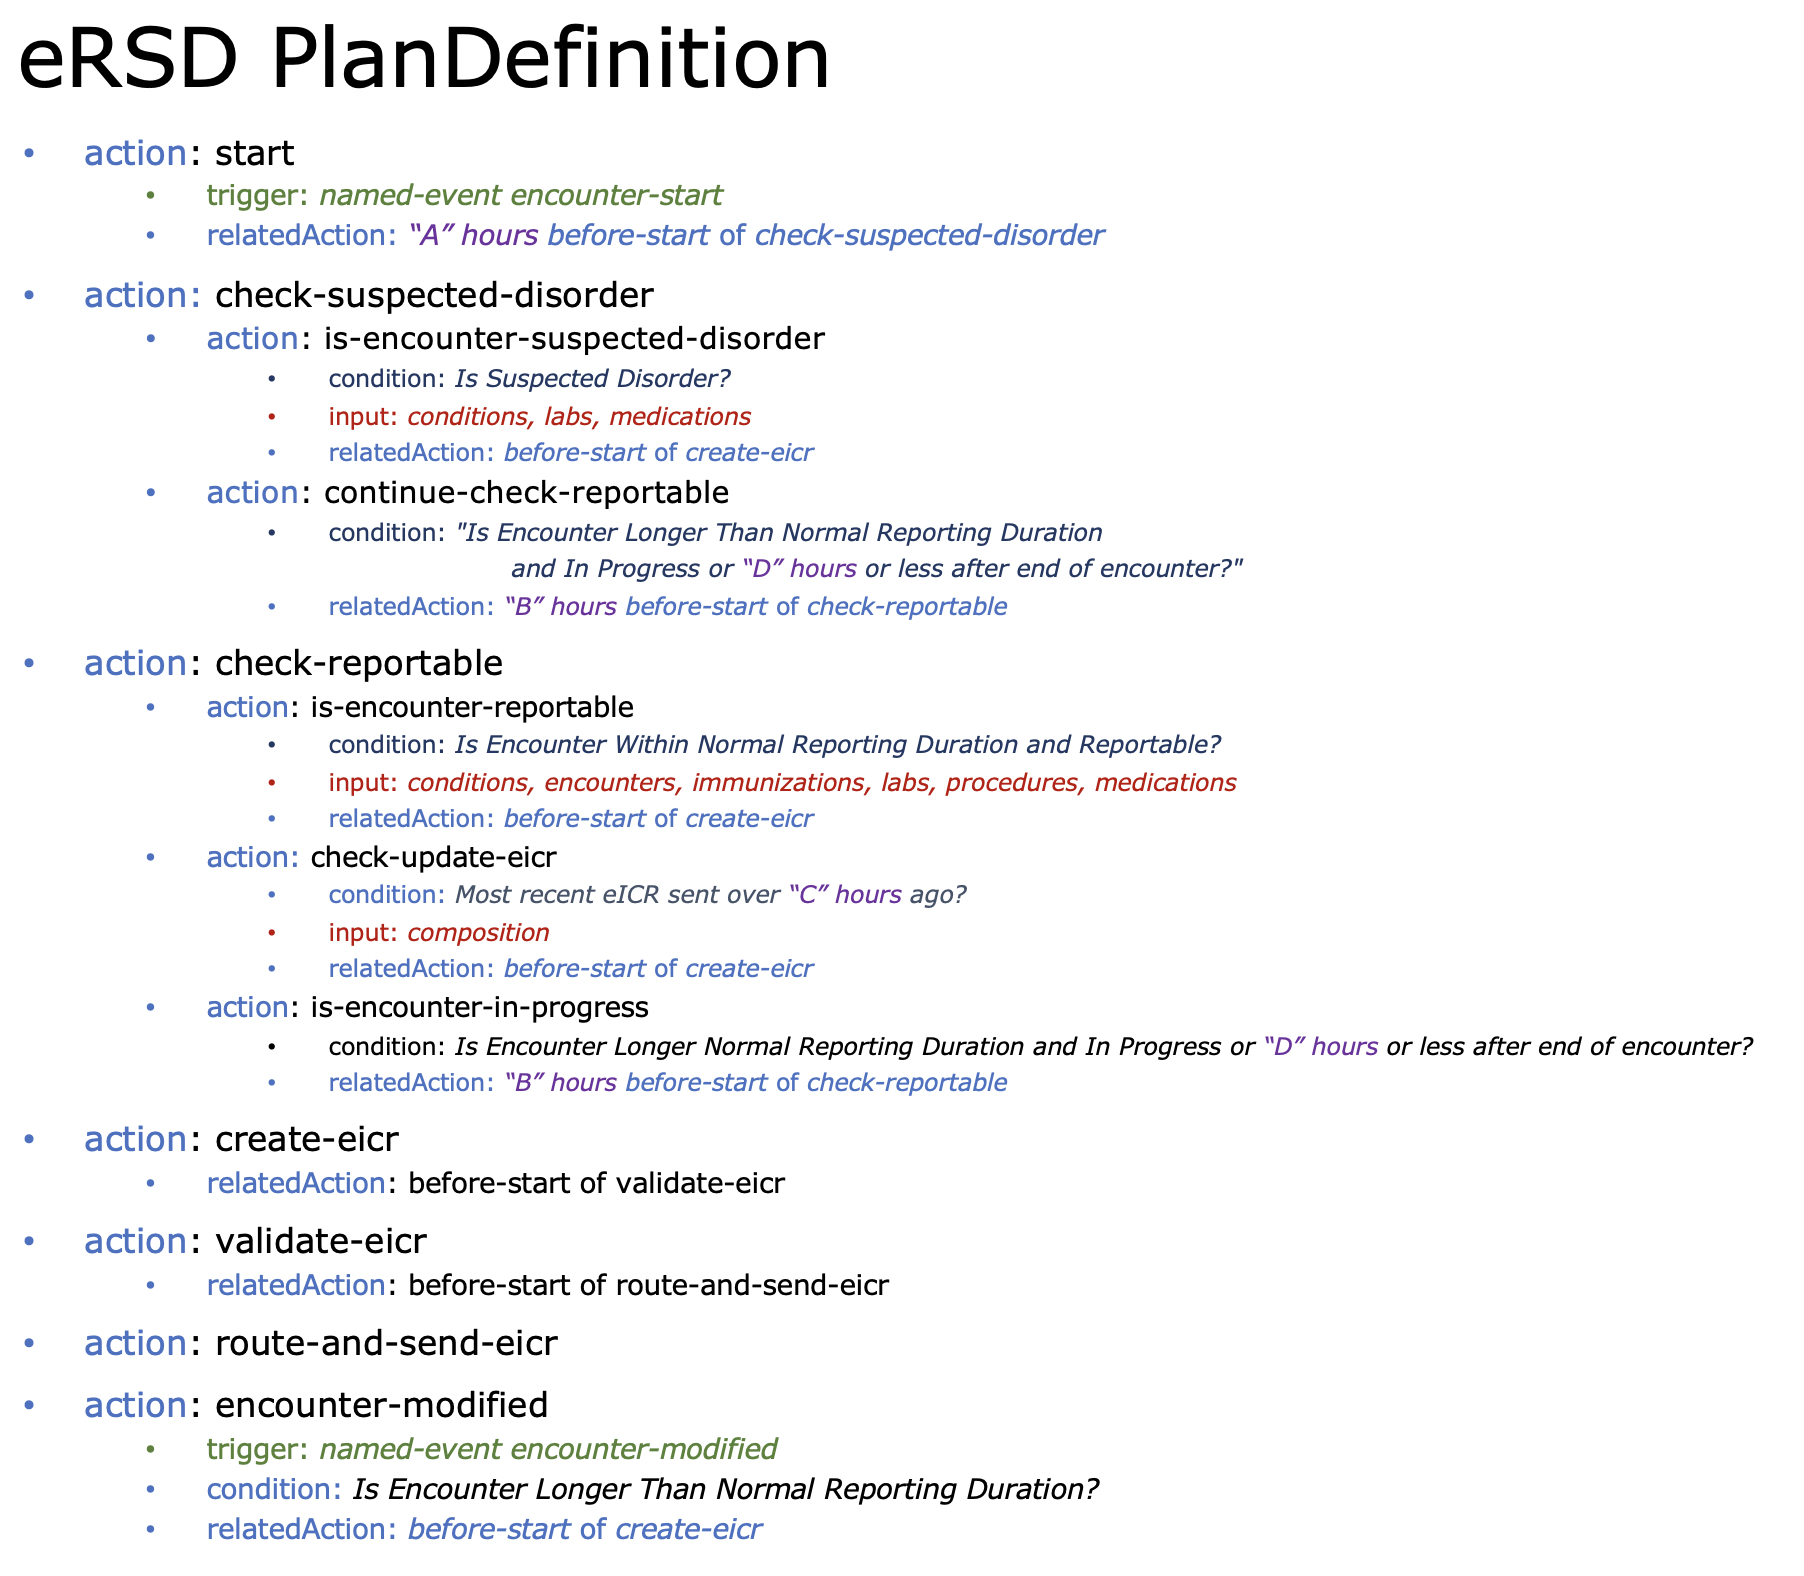 eRSD PlanDefinition
• action: start
• trigger: named-event encounter-start
• relatedAction: “A” hours before-start of check-suspected-disorder
• action: check-suspected-disorder
• action: is-encounter-suspected-disorder
• condition: Is Suspected Disorder?
• input: conditions, labs, medications
• relatedAction: before-start of create-eicr
• action: continue-check-reportable
• condition: "Is Encounter Longer Than Normal Reporting Duration
and In Progress or “D” hours or less after end of encounter?"
• relatedAction: “B” hours before-start of check-reportable
• action: check-reportable
• action: is-encounter-reportable
• condition: Is Encounter Within Normal Reporting Duration and Reportable?
• input: conditions, encounters, immunizations, labs, procedures, medications
• relatedAction: before-start of create-eicr
• action: check-update-eicr
• condition: Most recent eICR sent over “C” hours ago?
• input: composition
• relatedAction: before-start of create-eicr
• action: is-encounter-in-progress
• condition: Is Encounter Longer Normal Reporting Duration and In Progress or “D” hours or less after end of encounter?
• relatedAction: “B” hours before-start of check-reportable
• action: create-eicr
• relatedAction: before-start of validate-eicr
• action: validate-eicr
• relatedAction: before-start of route-and-send-eicr
• action: route-and-send-eicr
• action: encounter-modified
• trigger: named-event encounter-modified
• condition: Is Encounter Longer Than Normal Reporting Duration?
• relatedAction: before-start of create-eicr